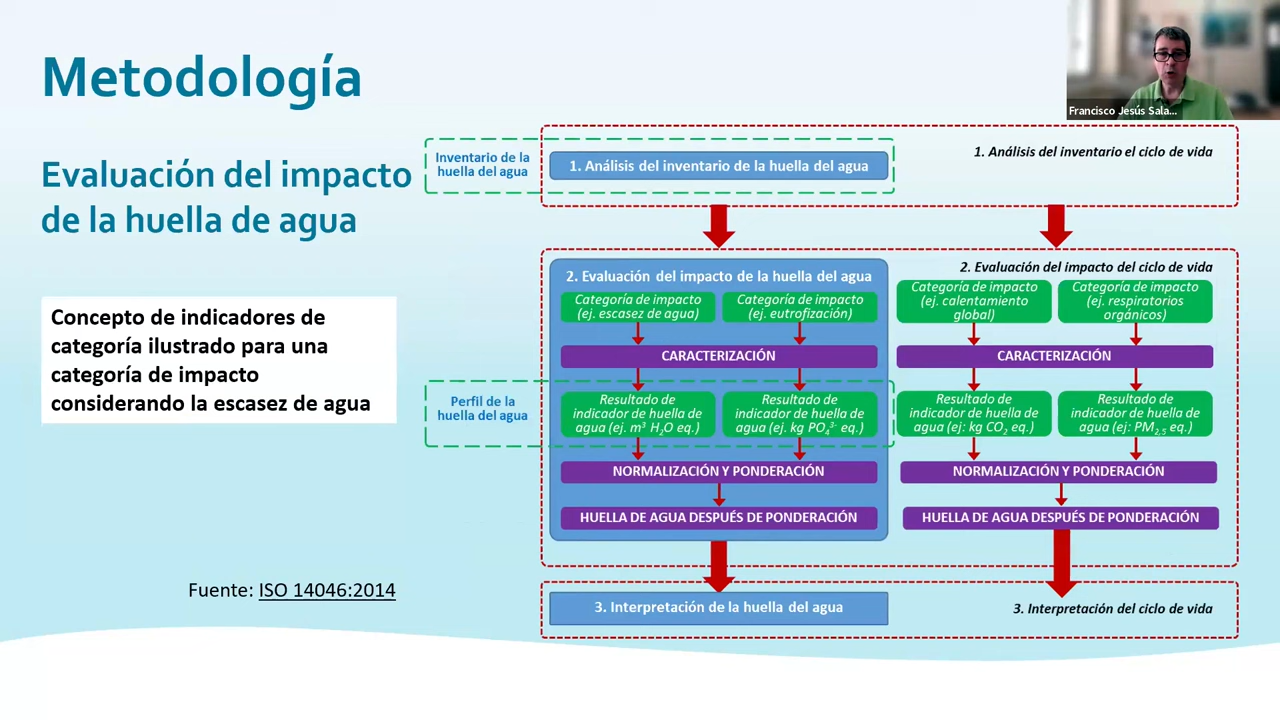 Metodología
Evaluación del impacto
de la huella de agua
Concepto de indicadores de
categoría ilustrado para una
categoría de impacto
considerando la escasez de agua
Fuente: ISO 14046:2014
Francisco Jesús Sala...
Inventario de la
huella del agua
1. Análisis del inventario de la huella del agua
1. Análisis del inventario el ciclo de vida
2. Evaluación del impacto de la huella del agua
Categoría de impacto
(ej. escasez de agua)
Categoría de impacto
(ej. eutrofización)
CARACTERIZACIÓN
Perfil de la
huella del agua
Resultado de
indicador de huella de
agua (ej. m³ H₂O eq.)
Resultado de
indicador de huella de
agua (ej. kg PO₄³⁻ eq.)
NORMALIZACIÓN Y PONDERACIÓN
HUELLA DE AGUA DESPUÉS DE PONDERACIÓN
2. Evaluación del impacto del ciclo de vida
Categoría de impacto
(ej. calentamiento
global)
Categoría de impacto
(ej. respiratorios
orgánicos)
CARACTERIZACIÓN
Resultado de
indicador de huella de
agua (ej: kg CO₂ eq.)
Resultado de
indicador de huella de
agua (ej: PM₂,₅ eq.)
NORMALIZACIÓN Y PONDERACIÓN
HUELLA DE AGUA DESPUÉS DE PONDERACIÓN
3. Interpretación de la huella del agua
3. Interpretación del ciclo de vida